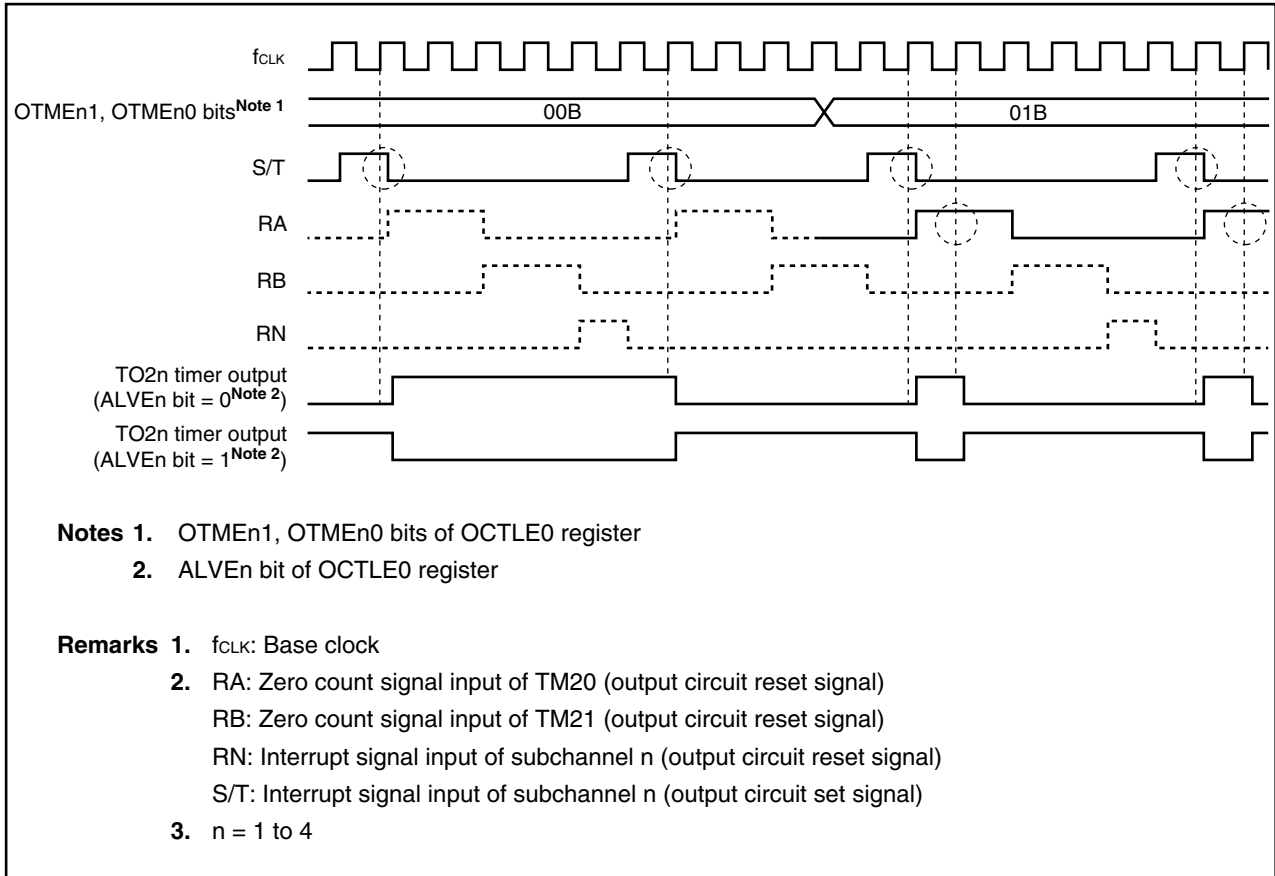 fCLK
OTMEn1, OTMEn0 bitsNote 1
00B
01B
S/T
RA
RB
RN
TO2n timer output
(ALVEn bit = 0Note 2)
TO2n timer output
(ALVEn bit = 1Note 2)
Notes 1. OTMEn1, OTMEn0 bits of OCTLE0 register
2. ALVEn bit of OCTLE0 register
Remarks 1. fCLK: Base clock
2. RA: Zero count signal input of TM20 (output circuit reset signal)
RB: Zero count signal input of TM21 (output circuit reset signal)
RN: Interrupt signal input of subchannel n (output circuit reset signal)
S/T: Interrupt signal input of subchannel n (output circuit set signal)
3. n = 1 to 4